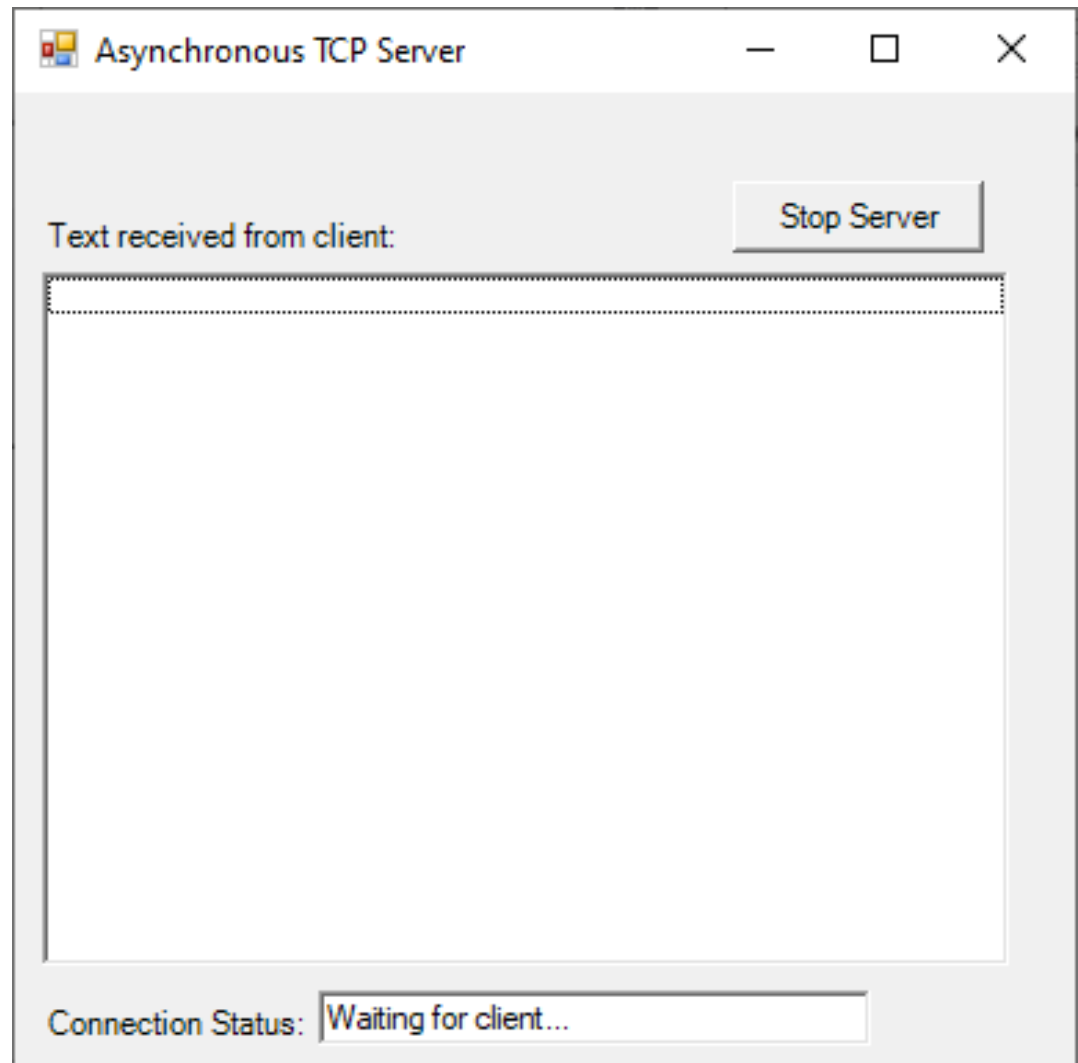 Asynchronous TCP Server
Stop Server
Text received from client:
Connection Status: Waiting for client...